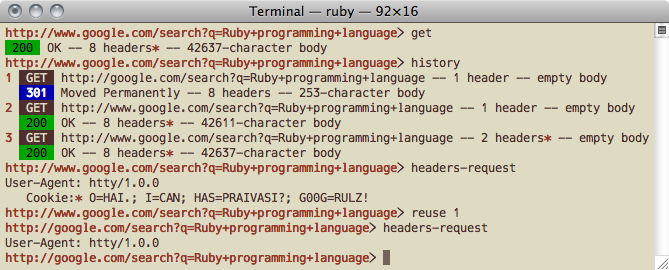 Terminal — ruby — 92×16
http://www.google.com/search?q=Ruby+programming+language> get
200 OK -- 8 headers* -- 42637-character body
http://www.google.com/search?q=Ruby+programming+language> history
1 GET http://google.com/search?q=Ruby+programming+language -- 1 header -- empty body
301 Moved Permanently -- 8 headers -- 253-character body
2 GET http://www.google.com/search?q=Ruby+programming+language -- 1 header -- empty body
200 OK -- 8 headers* -- 42611-character body
3 GET http://www.google.com/search?q=Ruby+programming+language -- 2 headers* -- empty body
200 OK -- 8 headers* -- 42637-character body
http://www.google.com/search?q=Ruby+programming+language> headers-request
User-Agent: htty/1.0.0
Cookie:* O=HAI.; I=CAN; HAS=PRAIVASI?; G00G=RULZ!
http://www.google.com/search?q=Ruby+programming+language> reuse 1
http://google.com/search?q=Ruby+programming+language> headers-request
User-Agent: htty/1.0.0
http://google.com/search?q=Ruby+programming+language>